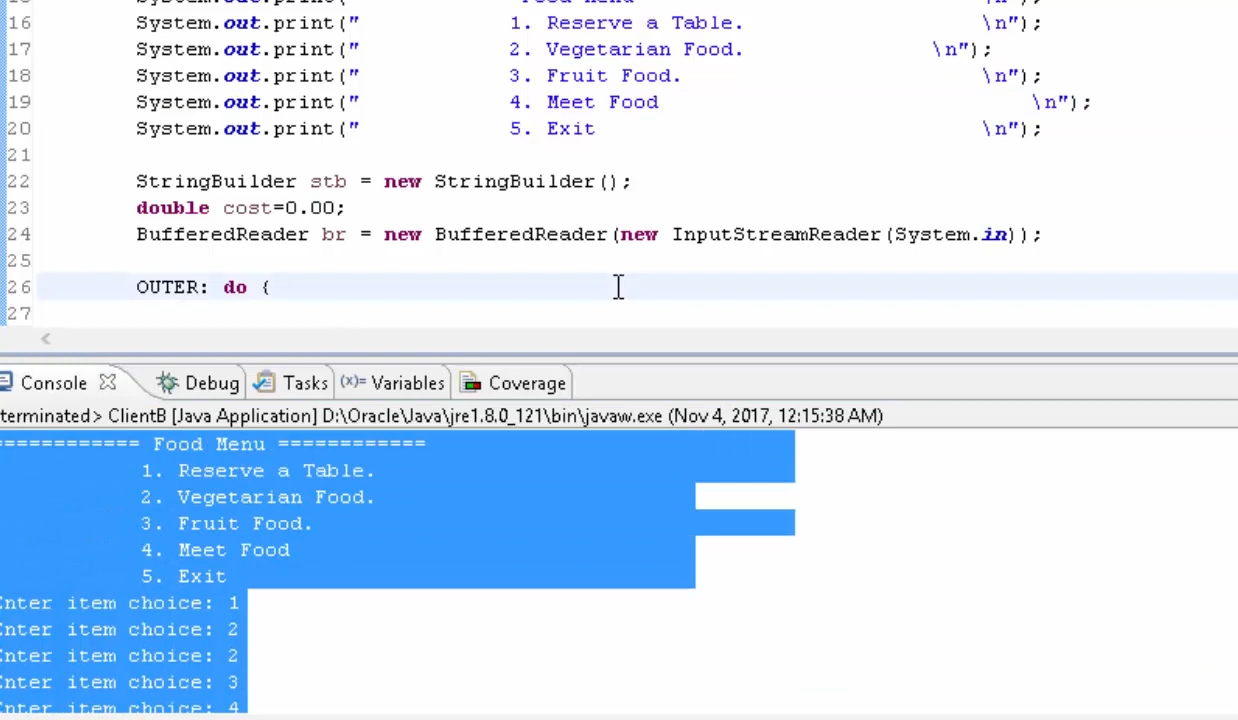 16 System.out.print("            1. Reserve a Table.                   \n");
17 System.out.print("            2. Vegetarian Food.               \n");
18 System.out.print("            3. Fruit Food.                        \n");
19 System.out.print("            4. Meet Food                              \n");
20 System.out.print("            5. Exit                               \n");
21
22 StringBuilder stb = new StringBuilder();
23 double cost=0.00;
24 BufferedReader br = new BufferedReader(new InputStreamReader(System.in));
25
26 OUTER: do {
27
Console Debug Tasks (x)= Variables Coverage
terminated> ClientB [Java Application] D:\Oracle\Java\jre1.8.0_121\bin\javaw.exe (Nov 4, 2017, 12:15:38 AM)
============ Food Menu ============
1. Reserve a Table.
2. Vegetarian Food.
3. Fruit Food.
4. Meet Food
5. Exit
Enter item choice: 1
Enter item choice: 2
Enter item choice: 2
Enter item choice: 3
Enter item choice: 4